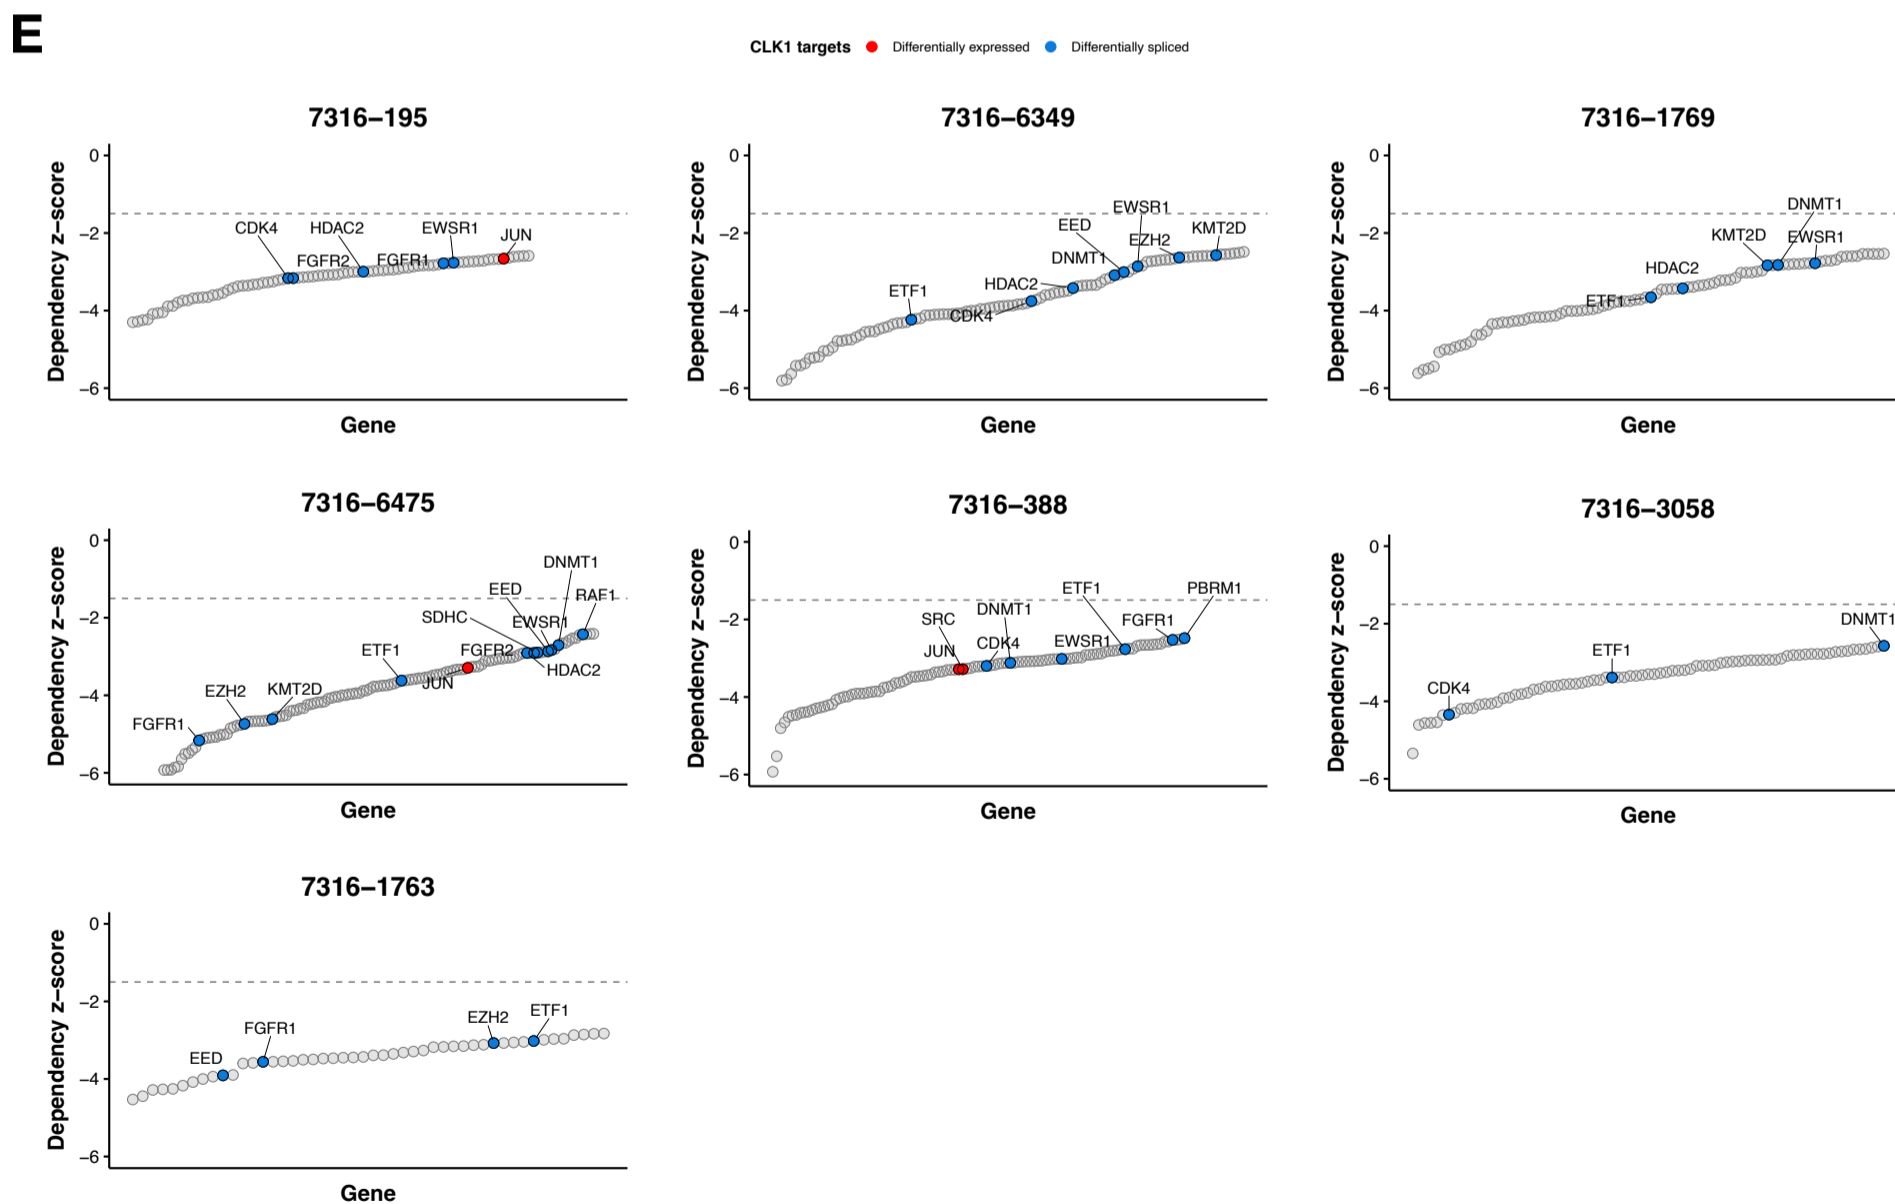 E
CLK1 targets Differentially expressed Differentially spliced
7316–195
Dependency z–score
0
–2
–4
–6
CDK4
HDAC2
EWSR1
JUN
FGFR2
FGFR1
Gene
7316–6349
Dependency z–score
0
–2
–4
–6
EWSR1
EED
KMT2D
EZH2
DNMT1
HDAC2
ETF1
CDK4
Gene
7316–1769
Dependency z–score
0
–2
–4
–6
DNMT1
KMT2D
EWSR1
HDAC2
ETF1
Gene
7316–6475
Dependency z–score
0
–2
–4
–6
DNMT1
EED
RAF1
SDHC
EWSR1
ETF1
FGFR2
HDAC2
JUN
EZH2
KMT2D
FGFR1
Gene
7316–388
Dependency z–score
0
–2
–4
–6
ETF1
PBRM1
DNMT1
SRC
FGFR1
JUN
CDK4
EWSR1
Gene
7316–3058
Dependency z–score
0
–2
–4
–6
DNMT1
ETF1
CDK4
Gene
7316–1763
Dependency z–score
0
–2
–4
–6
ETF1
EZH2
FGFR1
EED
Gene